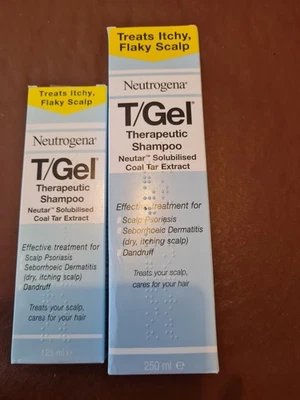 Treats Itchy,
Flaky Scalp
Neutrogena®
T/Gel®
Therapeutic
Shampoo
Neutar™ Solubilised
Coal Tar Extract
Effective treatment for
Scalp Psoriasis
Seborrhoeic Dermatitis
(dry, itching scalp)
Dandruff
Treats your scalp,
cares for your hair
125 ml e
Treats Itchy,
Flaky Scalp
Neutrogena®
T/Gel®
Therapeutic
Shampoo
Neutar™ Solubilised
Coal Tar Extract
Effective treatment for
Scalp Psoriasis
Seborrhoeic Dermatitis
(dry, itching scalp)
Dandruff
Treats your scalp,
cares for your hair
250 ml e